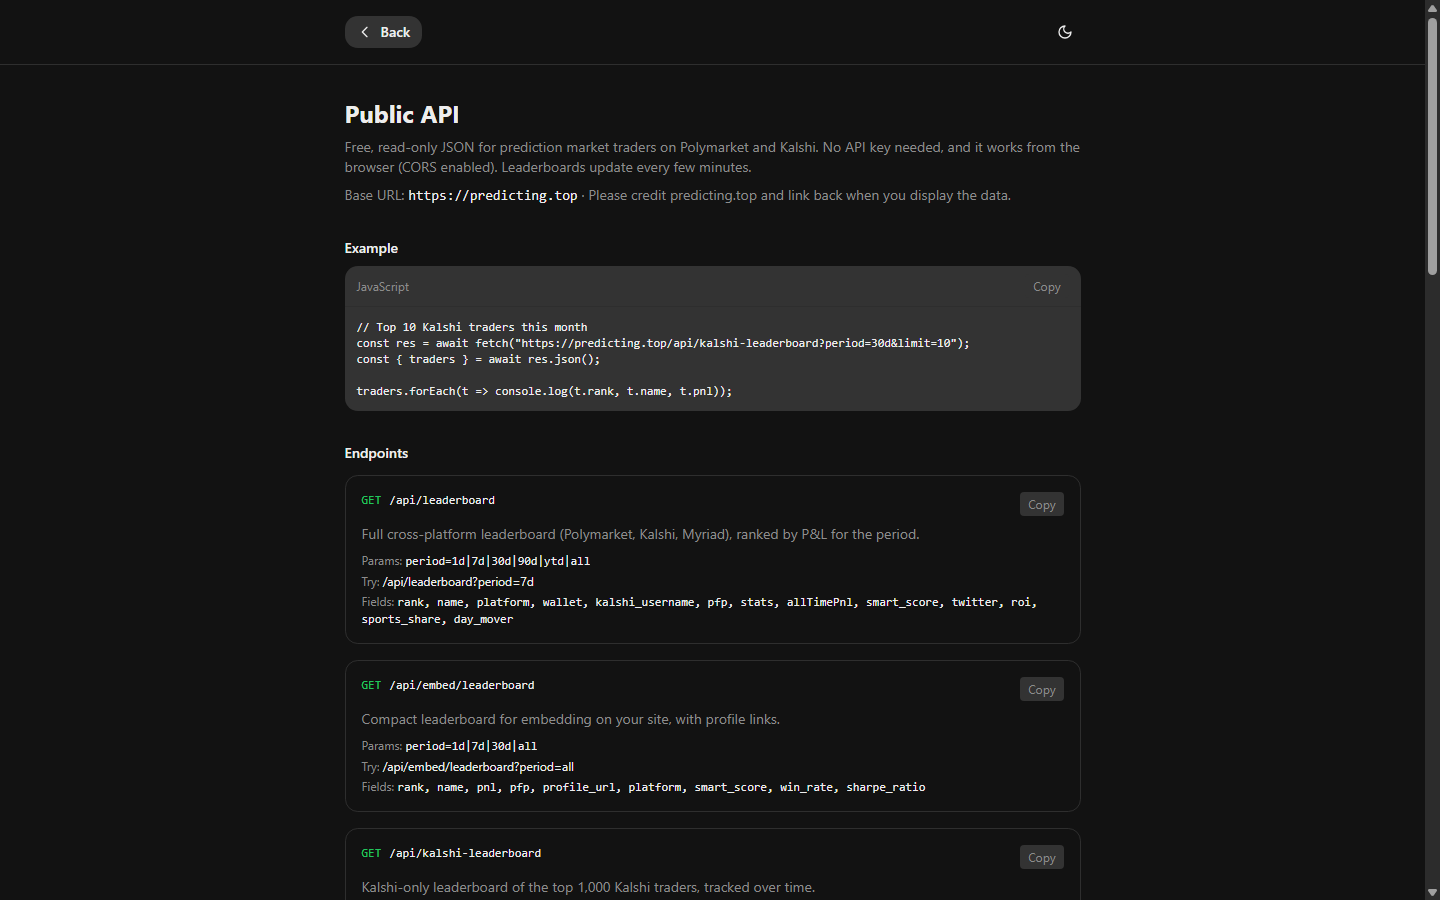 Back
Public API
Free, read-only JSON for prediction market traders on Polymarket and Kalshi. No API key needed, and it works from the
browser (CORS enabled). Leaderboards update every few minutes.
Base URL: https://predicting.top · Please credit predicting.top and link back when you display the data.
Example
JavaScript Copy
// Top 10 Kalshi traders this month
const res = await fetch("https://predicting.top/api/kalshi-leaderboard?period=30d&limit=10");
const { traders } = await res.json();
traders.forEach(t => console.log(t.rank, t.name, t.pnl));
Endpoints
GET /api/leaderboard Copy
Full cross-platform leaderboard (Polymarket, Kalshi, Myriad), ranked by P&L for the period.
Params: period=1d|7d|30d|90d|ytd|all
Try: /api/leaderboard?period=7d
Fields: rank, name, platform, wallet, kalshi_username, pfp, stats, allTimePnl, smart_score, twitter, roi,
sports_share, day_mover
GET /api/embed/leaderboard Copy
Compact leaderboard for embedding on your site, with profile links.
Params: period=1d|7d|30d|all
Try: /api/embed/leaderboard?period=all
Fields: rank, name, pnl, pfp, profile_url, platform, smart_score, win_rate, sharpe_ratio
GET /api/kalshi-leaderboard Copy
Kalshi-only leaderboard of the top 1,000 Kalshi traders, tracked over time.